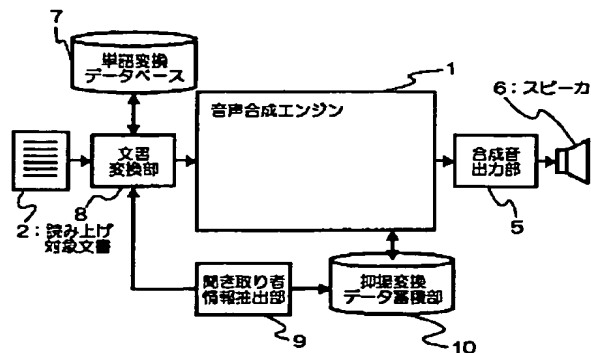 7
単語変換
データベース
1
音声合成エンジン
6：スピーカ
文書
変換部
合成音
出力部
8
2：読み上げ
対象文書
5
聞き取り者
情報抽出部
抑揚変換
データ蓄積部
9
10